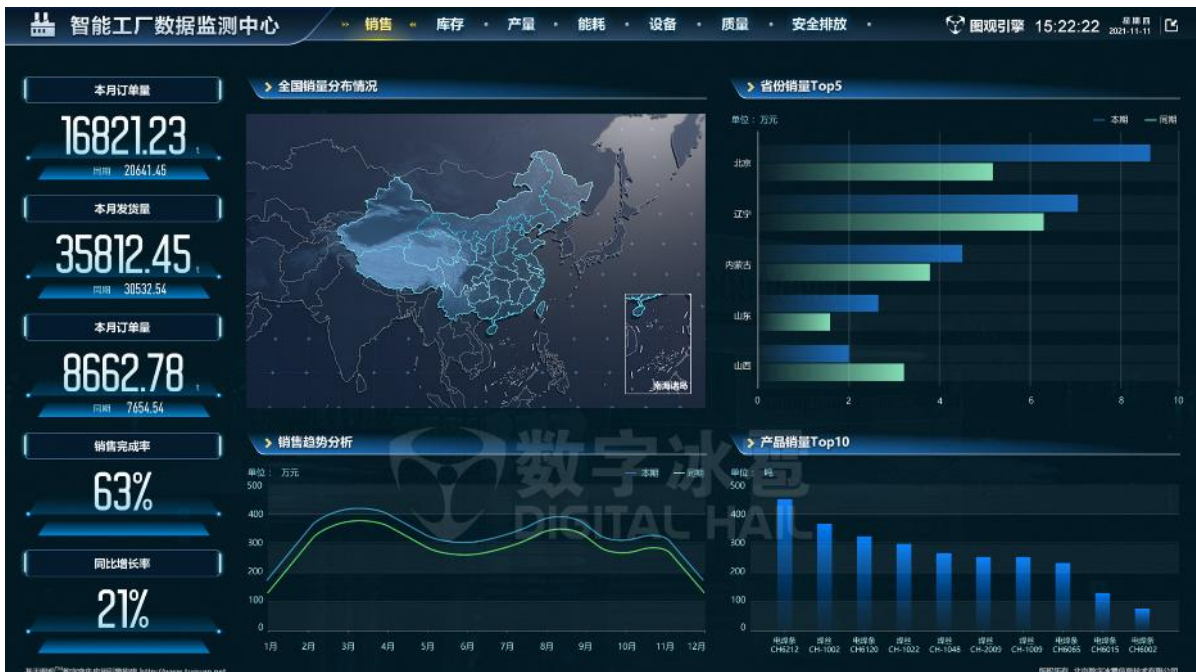 智能工厂数据监测中心
销售 库存 产量 能耗 设备 质量 安全排放
图观引擎 15:22:22 星期四 2021-11-11
本月订单量
16821.23 t
同期 20641.45
本月发货量
35812.45 t
同期 30532.54
本月订单量
8662.78 t
同期 7654.54
销售完成率
63%
同比增长率
21%
全国销量分布情况
南海诸岛
省份销量Top5
单位：万元
本期 同期
北京
辽宁
内蒙古
山东
山西
0 2 4 6 8 10
销售趋势分析
单位： 万元
本期 同期
500
400
300
200
100
0
1月 2月 3月 4月 5月 6月 7月 8月 9月 10月 11月 12月
产品销量Top10
单位： 吨
500
400
300
200
100
0
电焊条 焊丝 电焊条 焊丝 焊丝 焊丝 焊丝 电焊条 电焊条 电焊条
CH6212 CH-1002 CH6120 CH-1022 CH-1048 CH-2009 CH-1009 CH6065 CH6015 CH6002
数字冰雹
DIGITAL HAIL